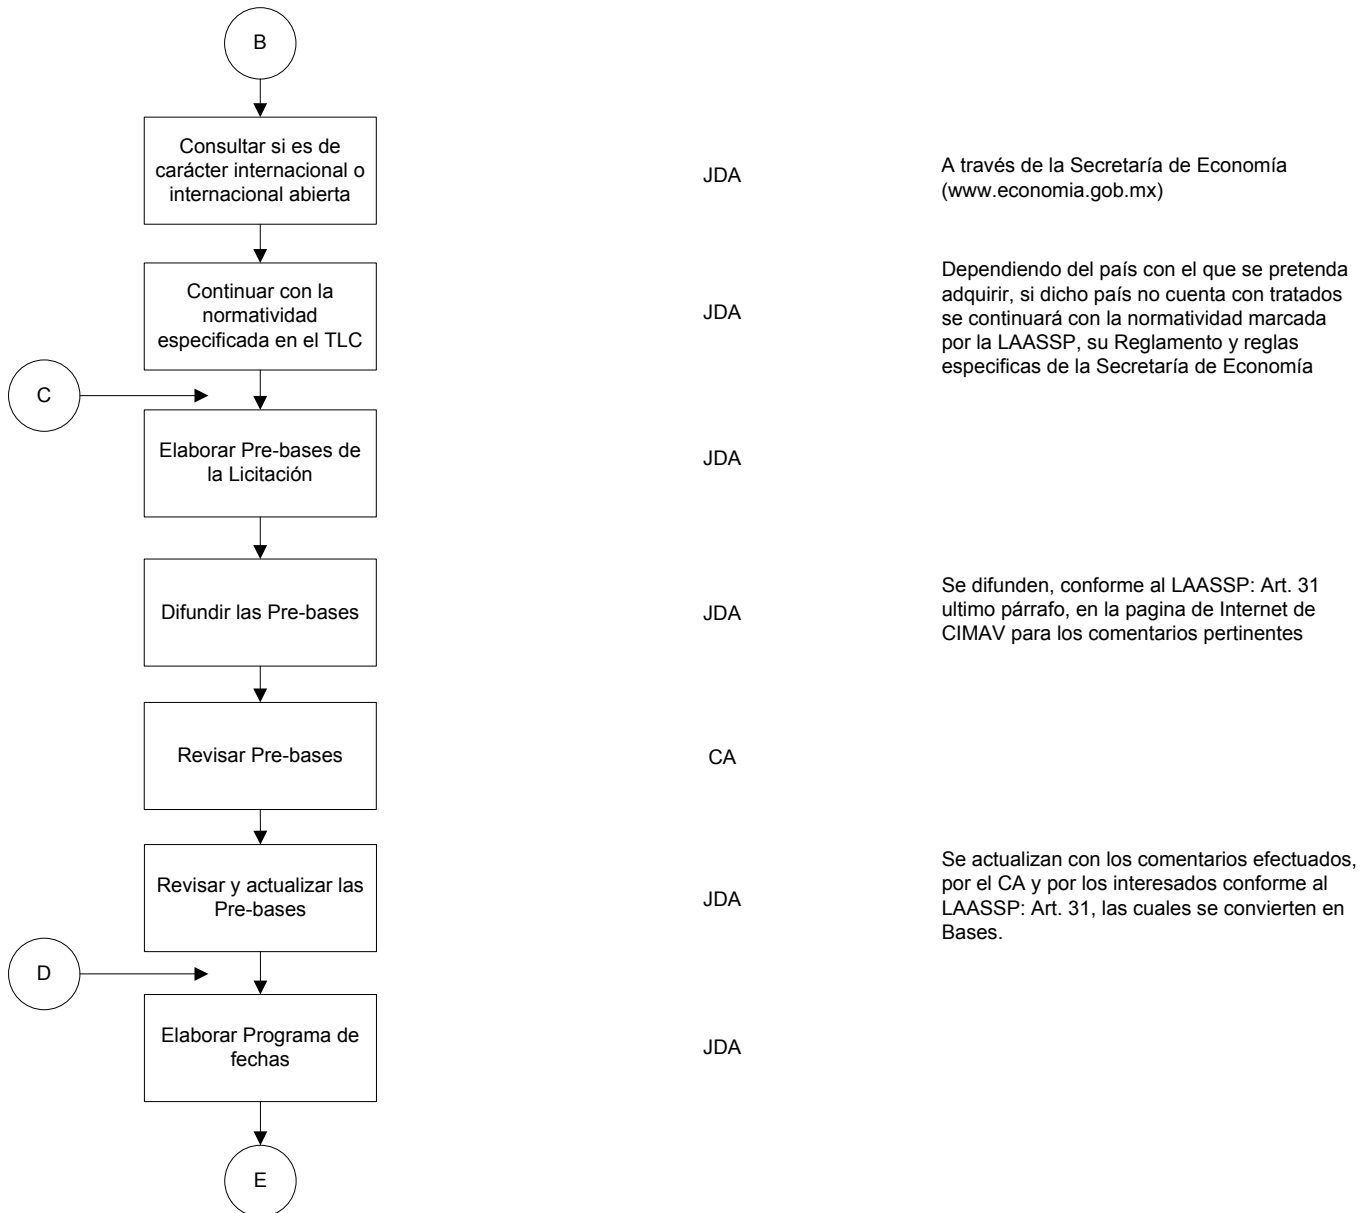 B
Consultar si es de
carácter internacional o
internacional abierta
JDA
A través de la Secretaría de Economía
(www.economia.gob.mx)
Continuar con la
normatividad
especificada en el TLC
JDA
Dependiendo del país con el que se pretenda
adquirir, si dicho país no cuenta con tratados
se continuará con la normatividad marcada
por la LAASSP, su Reglamento y reglas
especificas de la Secretaría de Economía
C
Elaborar Pre-bases de
la Licitación
JDA
Difundir las Pre-bases
JDA
Se difunden, conforme al LAASSP: Art. 31
ultimo párrafo, en la pagina de Internet de
CIMAV para los comentarios pertinentes
Revisar Pre-bases
CA
Revisar y actualizar las
Pre-bases
JDA
Se actualizan con los comentarios efectuados,
por el CA y por los interesados conforme al
LAASSP: Art. 31, las cuales se convierten en
Bases.
D
Elaborar Programa de
fechas
JDA
E